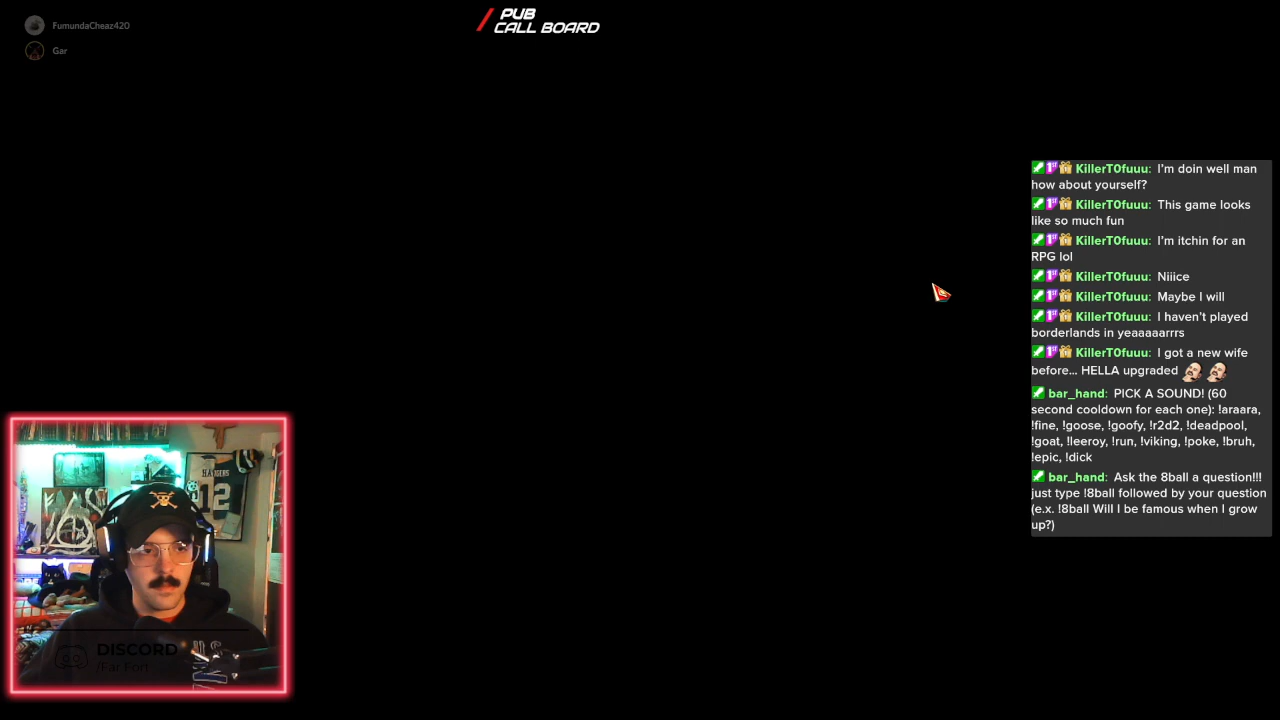 FumundaCheaz420
Gar
PUB
CALL BOARD
KillerT0fuuu: I'm doin well man
how about yourself?
KillerT0fuuu: This game looks
like so much fun
KillerT0fuuu: I'm itchin for an
RPG lol
KillerT0fuuu: Niiice
KillerT0fuuu: Maybe I will
KillerT0fuuu: I haven't played
borderlands in yeaaaarrrs
KillerT0fuuu: I got a new wife
before... HELLA upgraded
bar_hand: PICK A SOUND! (60
second cooldown for each one): !araara,
!fine, !goose, !goofy, !r2d2, !deadpool,
!goat, !leeroy, !run, !viking, !poke, !bruh,
!epic, !dick
bar_hand: Ask the 8ball a question!!!
just type !8ball followed by your question
(e.x. !8ball Will I be famous when I grow
up?)
12
DISCORD
/Far Fort